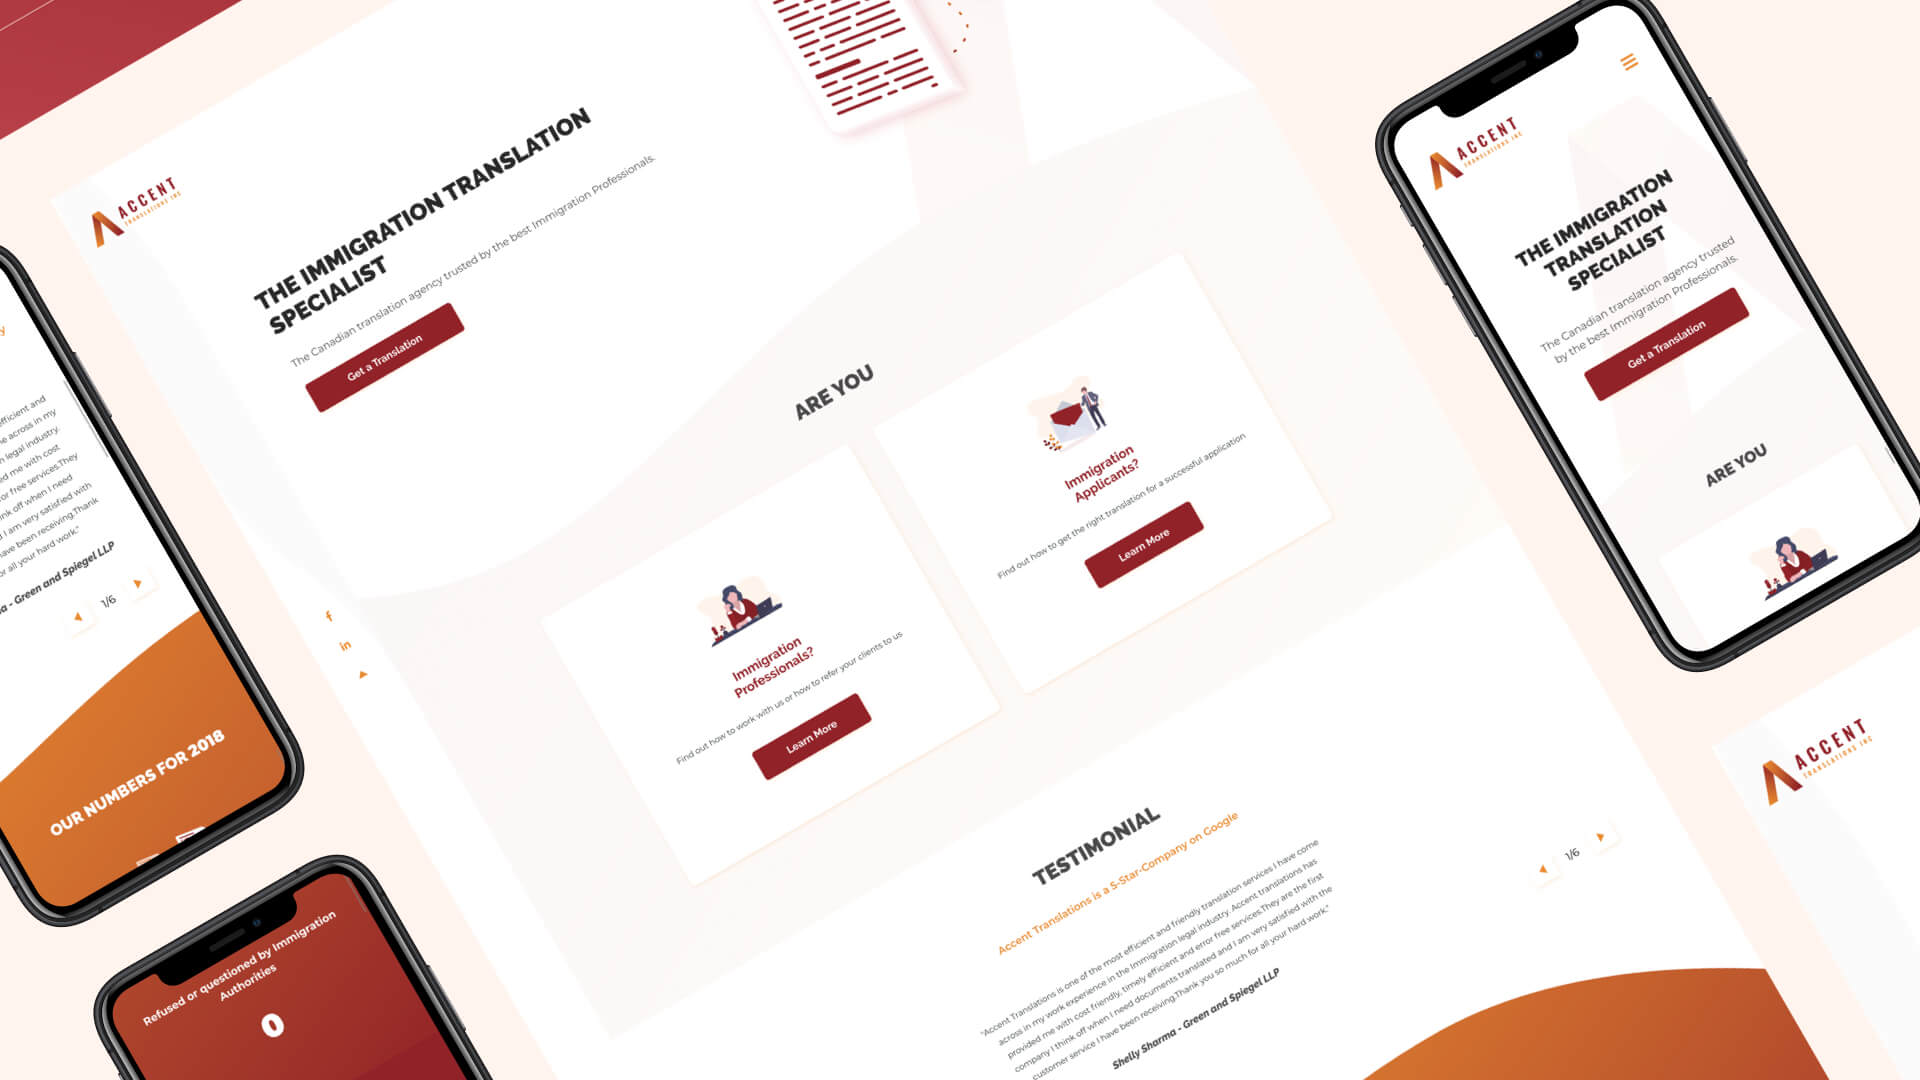 ACCENT
TRANSLATIONS INC
THE IMMIGRATION TRANSLATION
SPECIALIST
The Canadian translation agency trusted by the best Immigration Professionals.
Get a Translation
ARE YOU
Immigration
Professionals?
Find out how to work with us or how to refer your clients to us
Learn More
Immigration
Applicants?
Find out how to get the right translation for a successful application
Learn More
f
in
TESTIMONIAL
Accent Translations is a 5-Star-Company on Google
"Accent Translations is one of the most efficient and friendly translation services I have come
across in my work experience in the Immigration legal industry. Accent translations has
provided me with cost friendly, timely efficient and error free services.They are the first
company I think off when I need documents translated and I am very satisfied with the
customer service I have been receiving.Thank you so much for all your hard work."
Shelly Sharma - Green and Spiegel LLP
1/6
ACCENT
TRANSLATIONS INC
THE IMMIGRATION
TRANSLATION
SPECIALIST
The Canadian translation agency trusted
by the best Immigration Professionals.
Get a Translation
ARE YOU
ACCENT
TRANSLATIONS INC
y
efficient and
e across in my
n legal industry.
ed me with cost
or free services.They
nk off when I need
d I am very satisfied with
ave been receiving.Thank
or all your hard work."
a - Green and Spiegel LLP
1/6
OUR NUMBERS FOR 2018
Refused or questioned by Immigration
Authorities
0